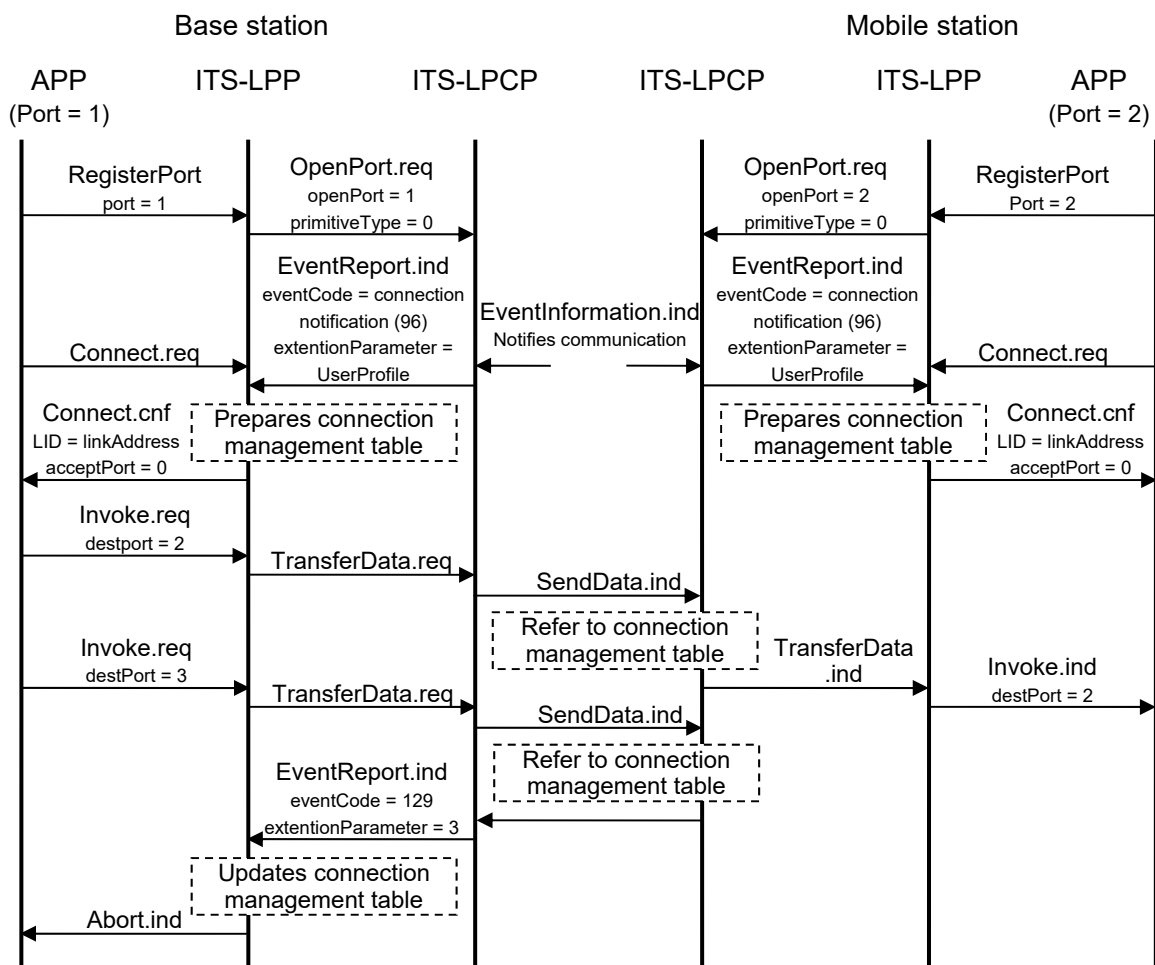 Base station
Mobile station
APP
(Port = 1)
ITS-LPP
ITS-LPCP
ITS-LPCP
ITS-LPP
APP
(Port = 2)
RegisterPort
port = 1
OpenPort.req
openPort = 1
primitiveType = 0
OpenPort.req
openPort = 2
primitiveType = 0
RegisterPort
Port = 2
EventReport.ind
eventCode = connection
notification (96)
extentionParameter =
UserProfile
EventInformation.ind
Notifies communication
EventReport.ind
eventCode = connection
notification (96)
extentionParameter =
UserProfile
Connect.req
Connect.req
Connect.cnf
LID = linkAddress
acceptPort = 0
Prepares connection
management table
Prepares connection
management table
Connect.cnf
LID = linkAddress
acceptPort = 0
Invoke.req
destport = 2
TransferData.req
SendData.ind
Refer to connection
management table
Invoke.req
destPort = 3
TransferData
.ind
Invoke.ind
destPort = 2
TransferData.req
SendData.ind
Refer to connection
management table
EventReport.ind
eventCode = 129
extentionParameter = 3
Updates connection
management table
Abort.ind